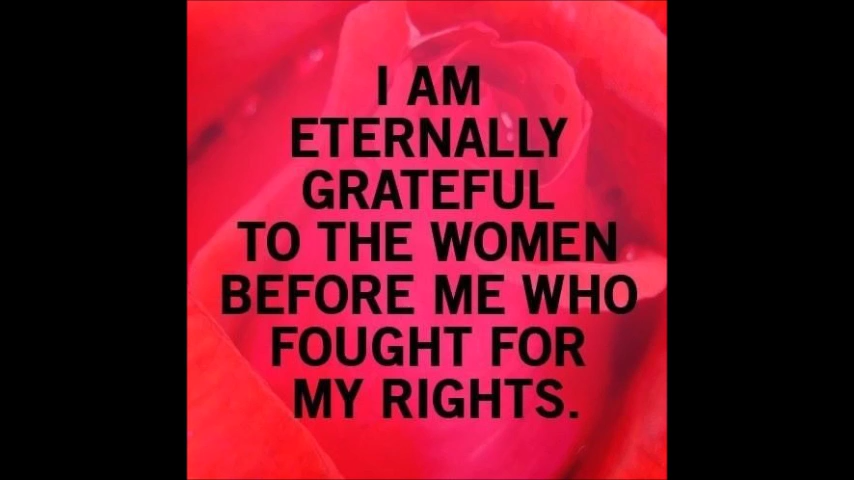 I AM
ETERNALLY
GRATEFUL
TO THE WOMEN
BEFORE ME WHO
FOUGHT FOR
MY RIGHTS.